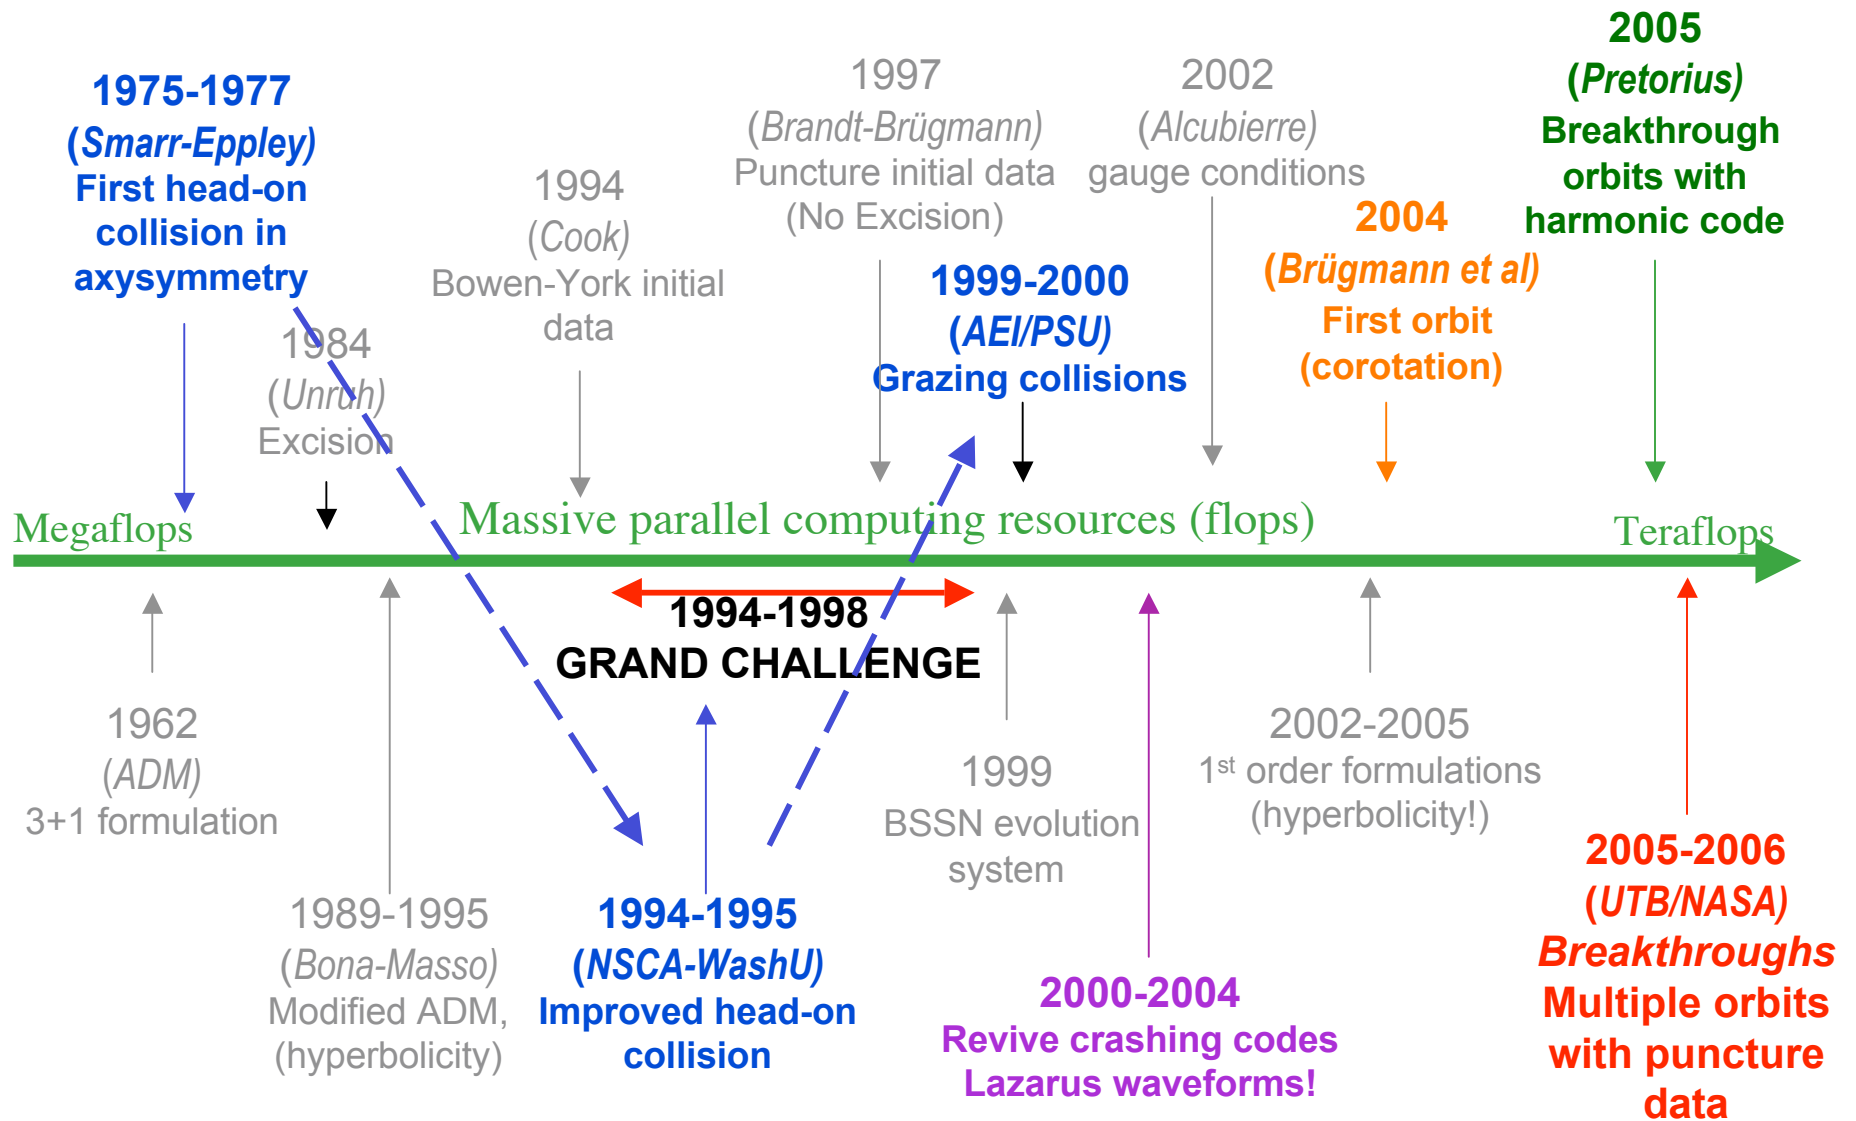 1975-1977
(Smarr-Eppley)
First head-on
collision in
axysymmetry
1984
(Unruh)
Excision
1994
(Cook)
Bowen-York initial
data
1997
(Brandt-Brügmann)
Puncture initial data
(No Excision)
1999-2000
(AEI/PSU)
Grazing collisions
2002
(Alcubierre)
gauge conditions
2004
(Brügmann et al)
First orbit
(corotation)
2005
(Pretorius)
Breakthrough
orbits with
harmonic code
Megaflops
Massive parallel computing resources (flops)
Teraflops
1994-1998
GRAND CHALLENGE
1962
(ADM)
3+1 formulation
1989-1995
(Bona-Masso)
Modified ADM,
(hyperbolicity)
1994-1995
(NSCA-WashU)
Improved head-on
collision
1999
BSSN evolution
system
2000-2004
Revive crashing codes
Lazarus waveforms!
2002-2005
1st order formulations
(hyperbolicity!)
2005-2006
(UTB/NASA)
Breakthroughs
Multiple orbits
with puncture
data